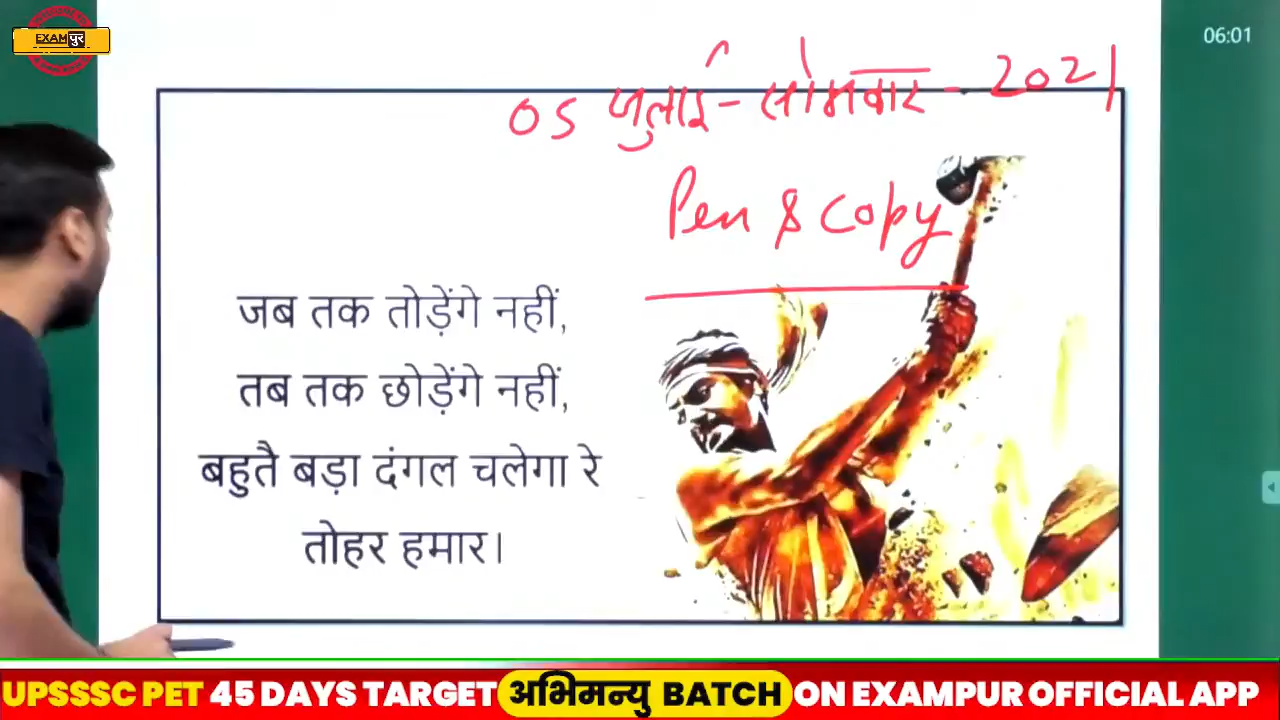 EXAMपुर
06:01
05 जुलाई - सोमवार - 2021
Pen & copy
जब तक तोड़ेंगे नहीं,
तब तक छोड़ेंगे नहीं,
बहुतै बड़ा दंगल चलेगा रे
तोहर हमार।
UPSSSC PET 45 DAYS TARGET अभिमन्यु BATCH ON EXAMPUR OFFICIAL APP